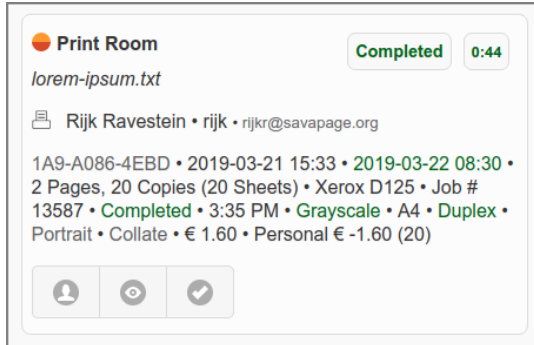 Print Room
Completed
0:44
lorem-ipsum.txt
Rijk Ravestein • rijk • rijkr@savapage.org
1A9-A086-4EBD • 2019-03-21 15:33 • 2019-03-22 08:30 •
2 Pages, 20 Copies (20 Sheets) • Xerox D125 • Job #
13587 • Completed • 3:35 PM • Grayscale • A4 • Duplex •
Portrait • Collate • € 1.60 • Personal € -1.60 (20)